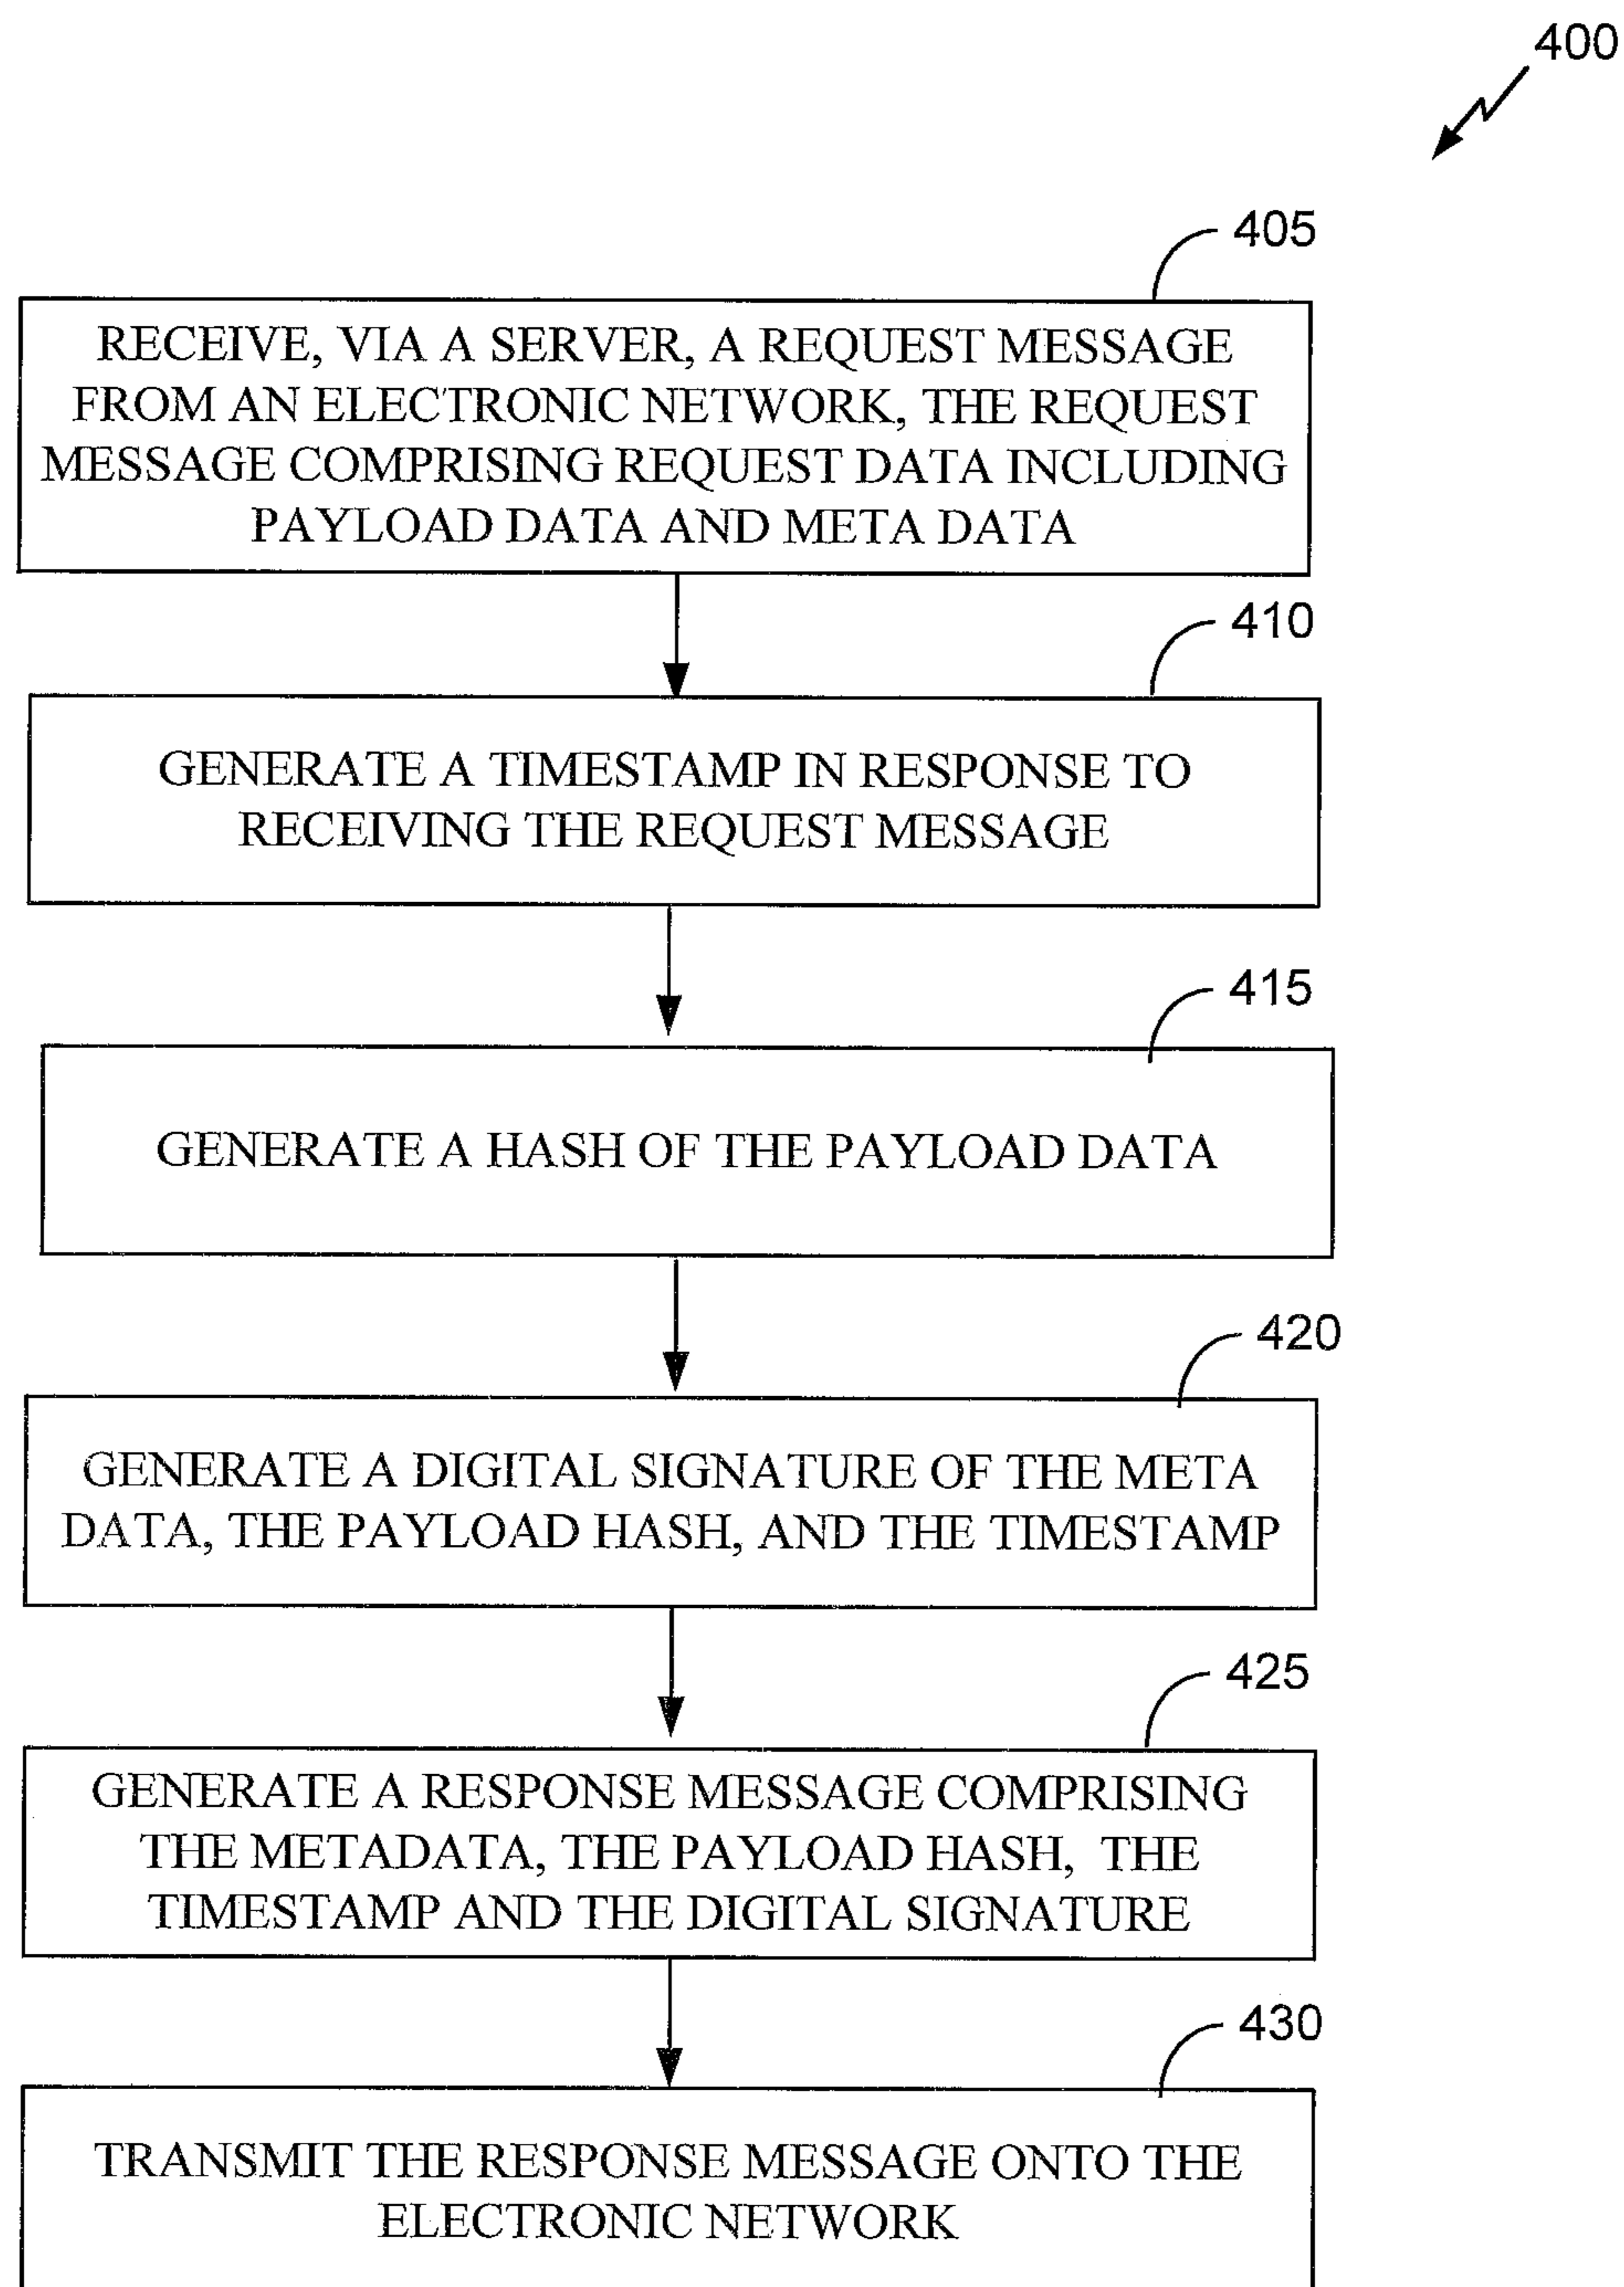 400
405
RECEIVE, VIA A SERVER, A REQUEST MESSAGE
FROM AN ELECTRONIC NETWORK, THE REQUEST
MESSAGE COMPRISING REQUEST DATA INCLUDING
PAYLOAD DATA AND META DATA
410
GENERATE A TIMESTAMP IN RESPONSE TO
RECEIVING THE REQUEST MESSAGE
415
GENERATE A HASH OF THE PAYLOAD DATA
420
GENERATE A DIGITAL SIGNATURE OF THE META
DATA, THE PAYLOAD HASH, AND THE TIMESTAMP
425
GENERATE A RESPONSE MESSAGE COMPRISING
THE METADATA, THE PAYLOAD HASH, THE
TIMESTAMP AND THE DIGITAL SIGNATURE
430
TRANSMIT THE RESPONSE MESSAGE ONTO THE
ELECTRONIC NETWORK